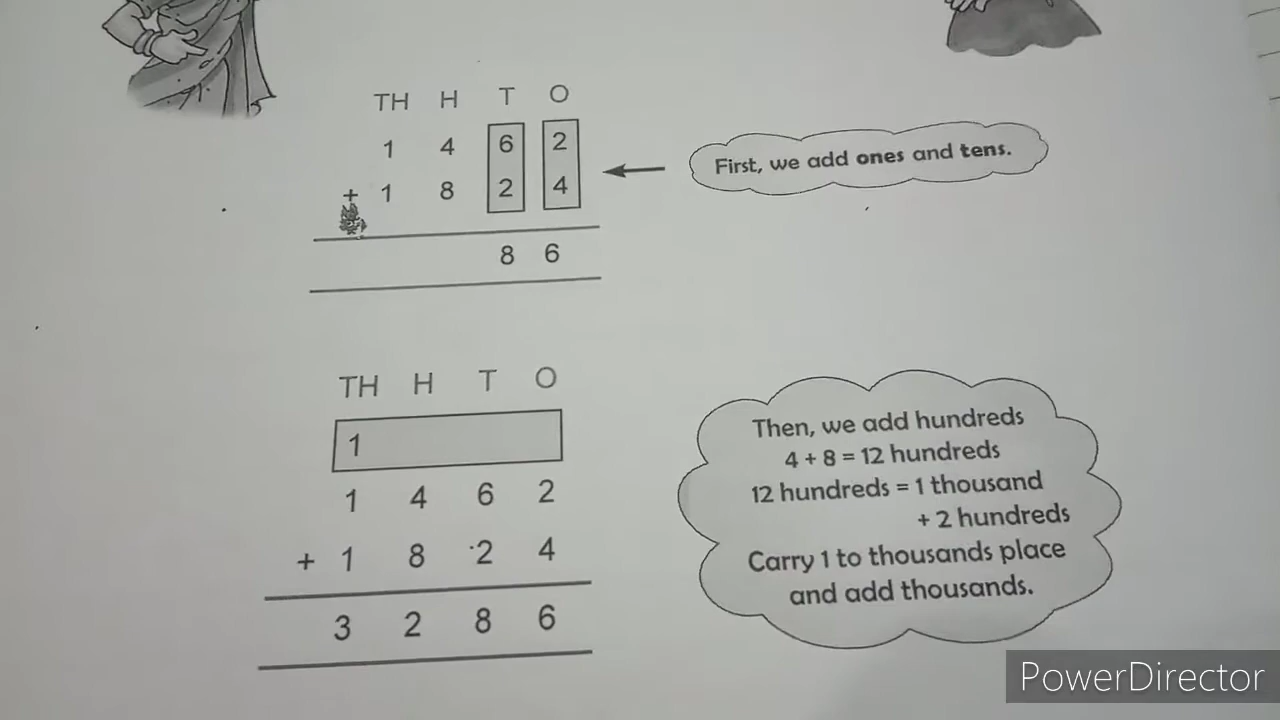 TH H T O
1 4 6 2
+ 1 8 2 4
8 6
First, we add ones and tens.
TH H T O
1
1 4 6 2
+ 1 8 2 4
3 2 8 6
Then, we add hundreds
4 + 8 = 12 hundreds
12 hundreds = 1 thousand
+ 2 hundreds
Carry 1 to thousands place
and add thousands.
PowerDirector